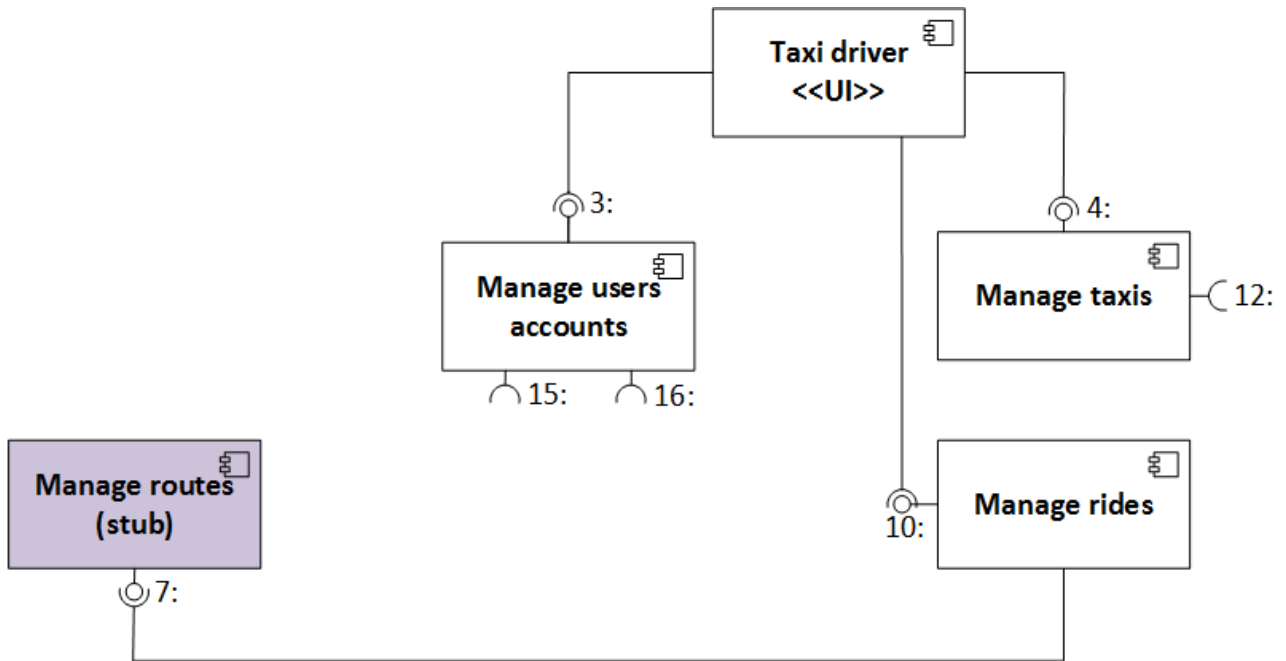 Taxi driver
<<UI>>
3:
4:
Manage users
accounts
Manage taxis
12:
15:
16:
Manage routes
(stub)
Manage rides
10:
7: